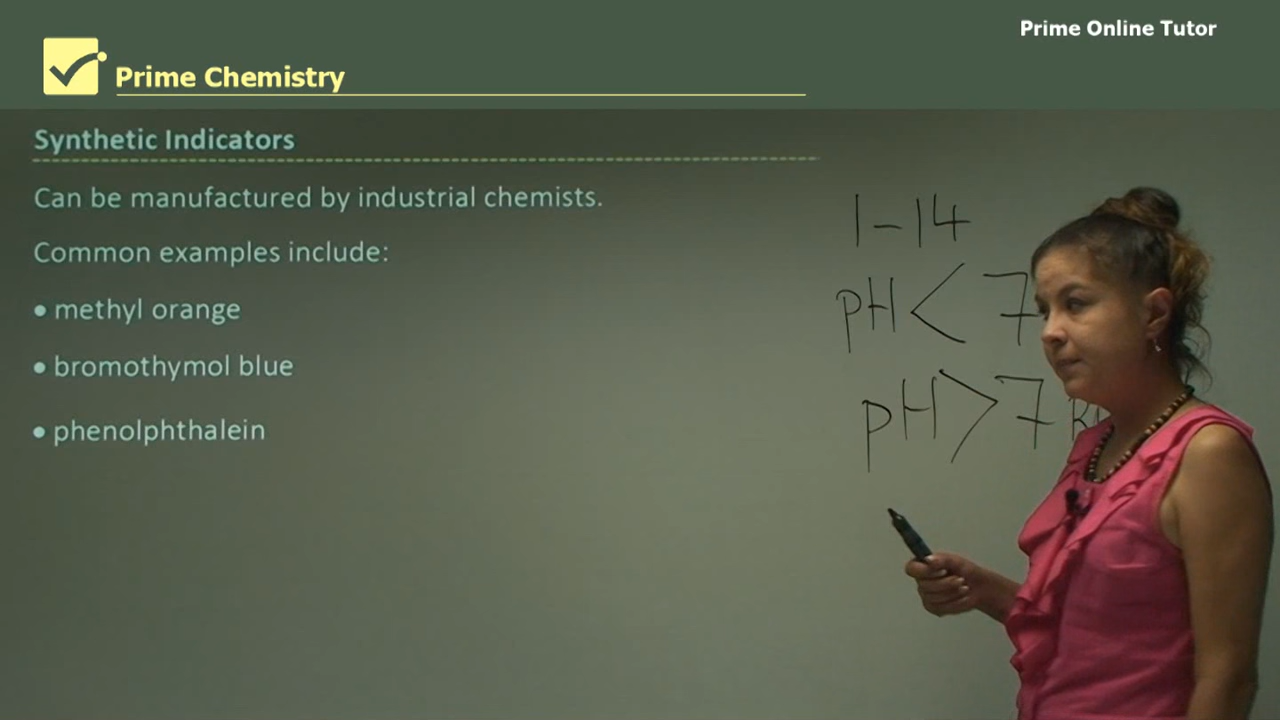 Prime Online Tutor
Prime Chemistry
Synthetic Indicators
Can be manufactured by industrial chemists.
Common examples include:
• methyl orange
• bromothymol blue
• phenolphthalein
1-14
pH < 7
pH > 7